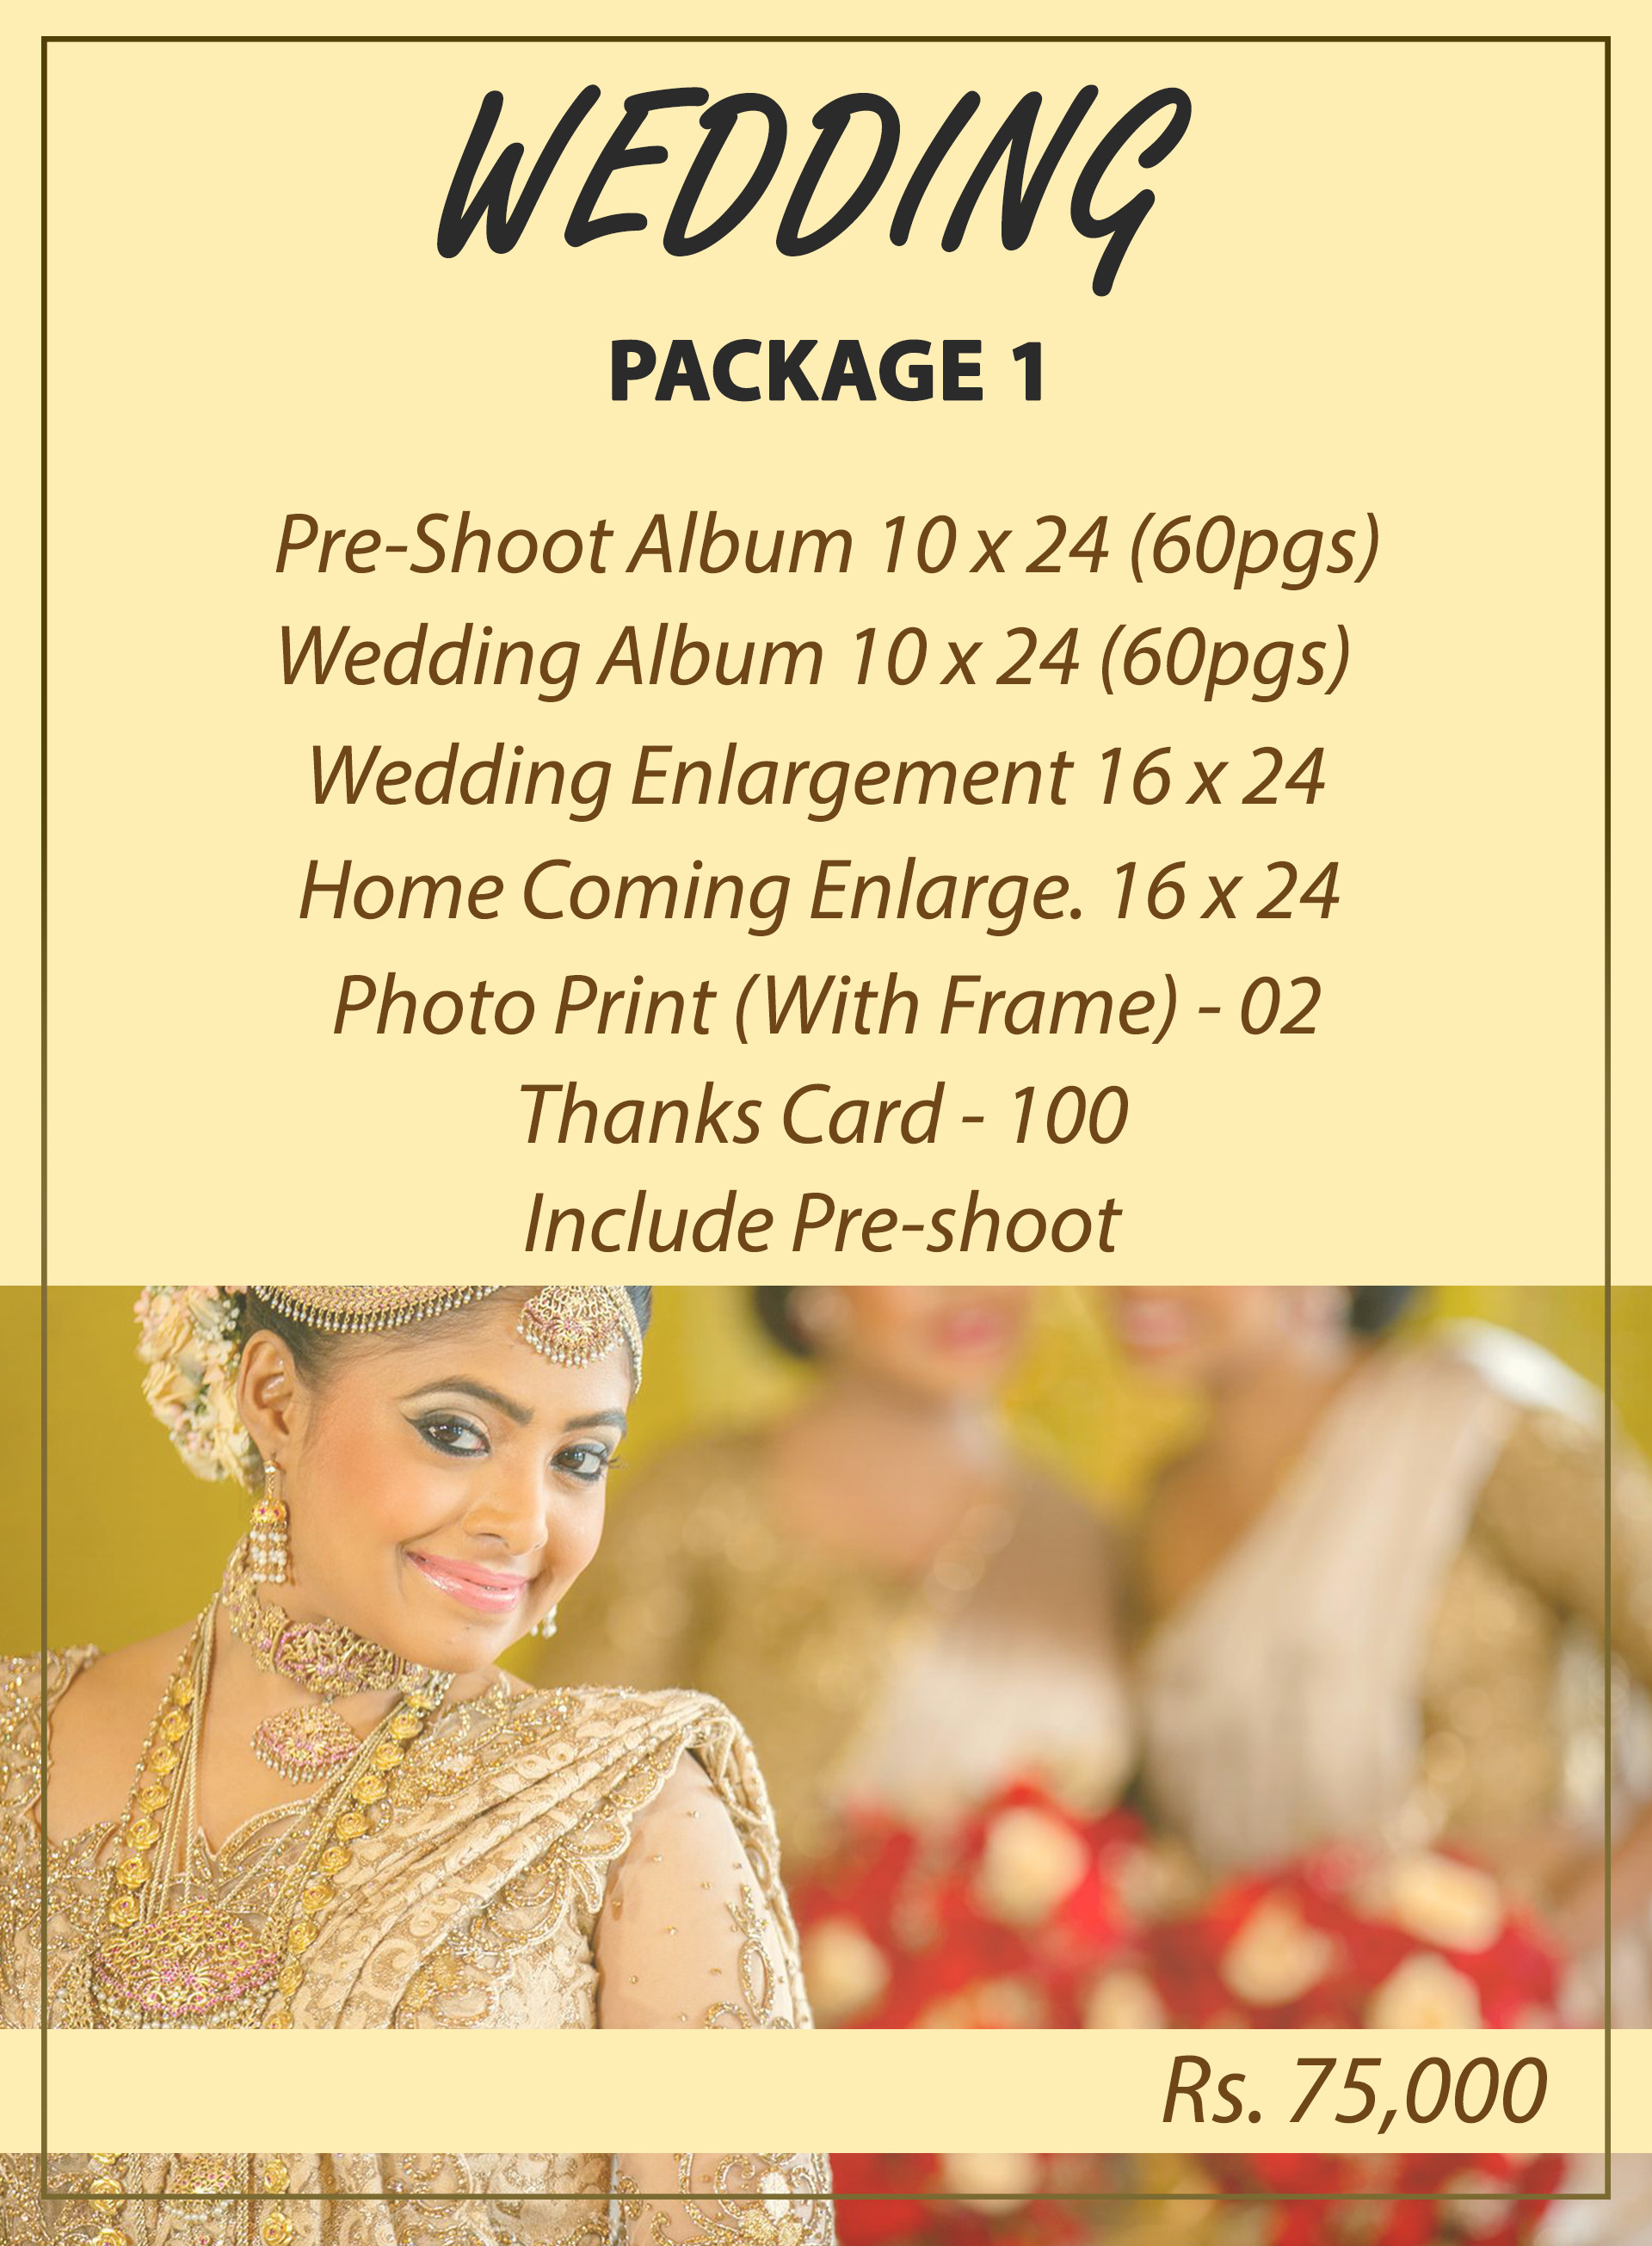 WEDDING
PACKAGE 1
Pre-Shoot Album 10 x 24 (60pgs)
Wedding Album 10 x 24 (60pgs)
Wedding Enlargement 16 x 24
Home Coming Enlarge. 16 x 24
Photo Print (With Frame) - 02
Thanks Card - 100
Include Pre-shoot
Rs. 75,000